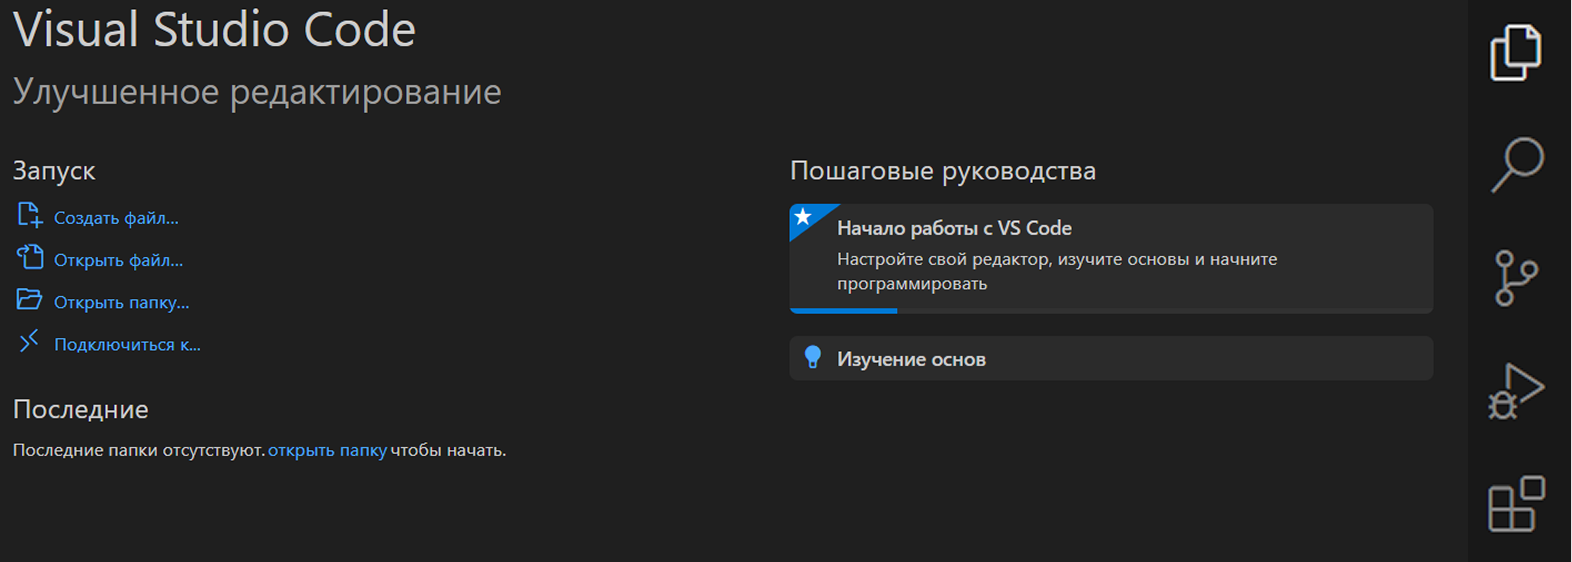 Visual Studio Code
Улучшенное редактирование
Запуск
Создать файл...
Открыть файл...
Открыть папку...
Подключиться к...
Последние
Последние папки отсутствуют. открыть папку чтобы начать.
Пошаговые руководства
Начало работы с VS Code
Настройте свой редактор, изучите основы и начните
программировать
Изучение основ